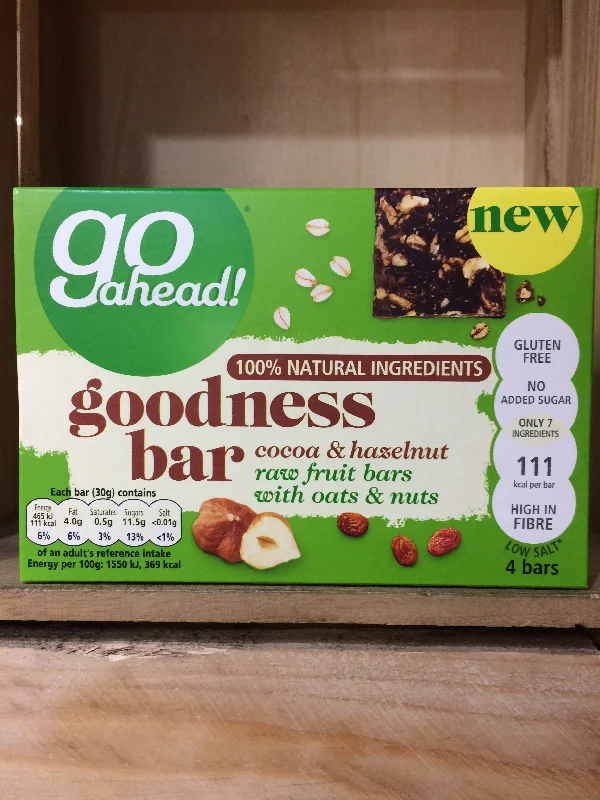 go
ahead!
new
100% NATURAL INGREDIENTS
goodness
bar
cocoa & hazelnut
raw fruit bars
with oats & nuts
GLUTEN
FREE
NO
ADDED SUGAR
ONLY 7
INGREDIENTS
111
kcal per bar
HIGH IN
FIBRE
LOW SALT*
4 bars
Each bar (30g) contains
Energy
465 kJ
111 kcal
6%
Fat
4.0g
6%
Saturates
0.5g
3%
Sugars
11.5g
13%
Salt
<0.01g
<1%
of an adult's reference intake
Energy per 100g: 1550 kJ, 369 kcal